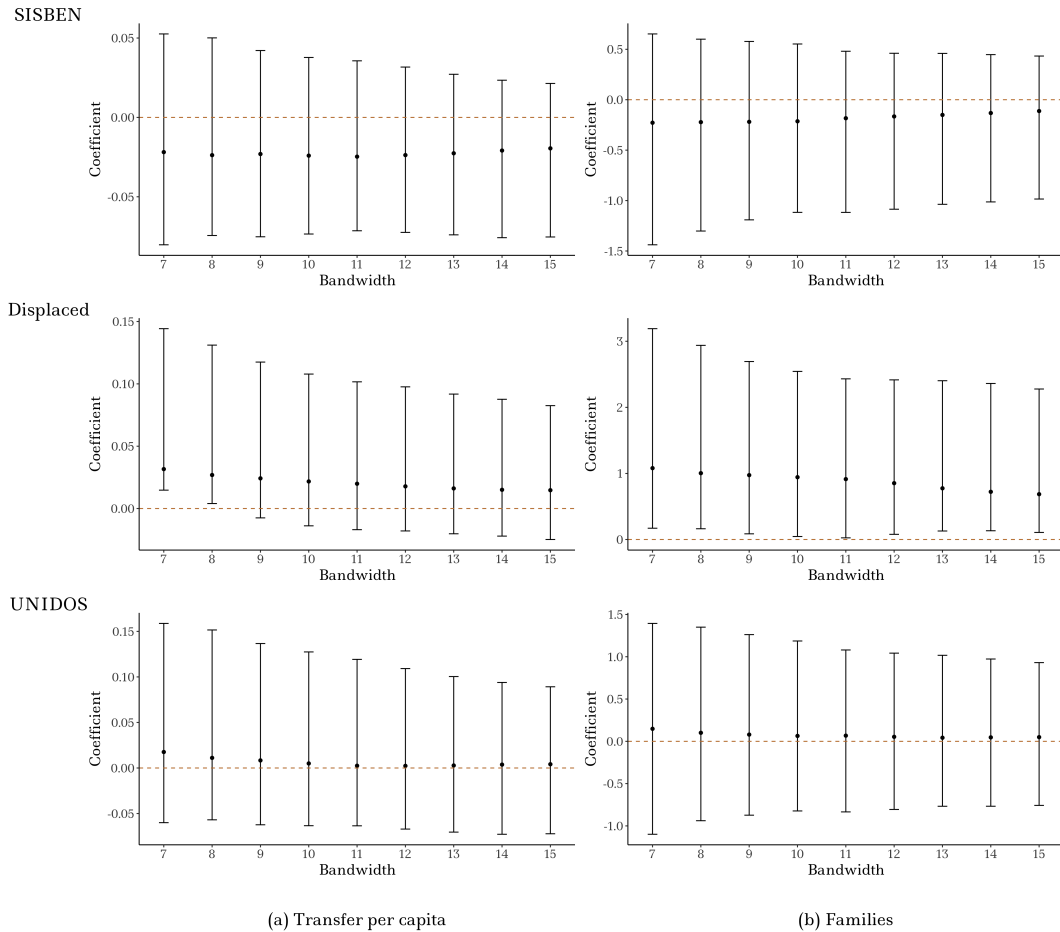 SISBEN
0.05
0.00
-0.05
Coefficient
7 8 9 10 11 12 13 14 15
Bandwidth
0.5
0.0
-0.5
-1.0
-1.5
Coefficient
7 8 9 10 11 12 13 14 15
Bandwidth
Displaced
0.15
0.10
0.05
0.00
Coefficient
7 8 9 10 11 12 13 14 15
Bandwidth
3
2
1
0
Coefficient
7 8 9 10 11 12 13 14 15
Bandwidth
UNIDOS
0.15
0.10
0.05
0.00
-0.05
Coefficient
7 8 9 10 11 12 13 14 15
Bandwidth
1.5
1.0
0.5
0.0
-0.5
-1.0
Coefficient
7 8 9 10 11 12 13 14 15
Bandwidth
(a) Transfer per capita
(b) Families